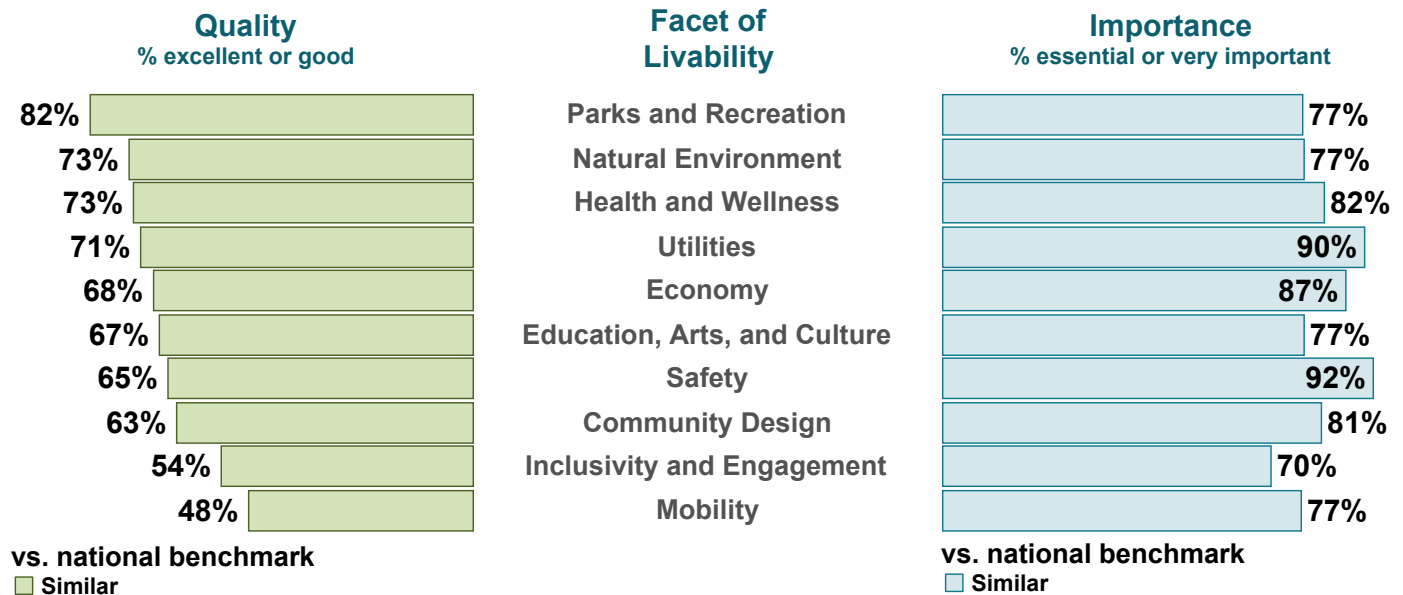 Quality
% excellent or good
Facet of
Livability
Importance
% essential or very important
82% Parks and Recreation 77%
73% Natural Environment 77%
73% Health and Wellness 82%
71% Utilities 90%
68% Economy 87%
67% Education, Arts, and Culture 77%
65% Safety 92%
63% Community Design 81%
54% Inclusivity and Engagement 70%
48% Mobility 77%
vs. national benchmark
Similar
vs. national benchmark
Similar